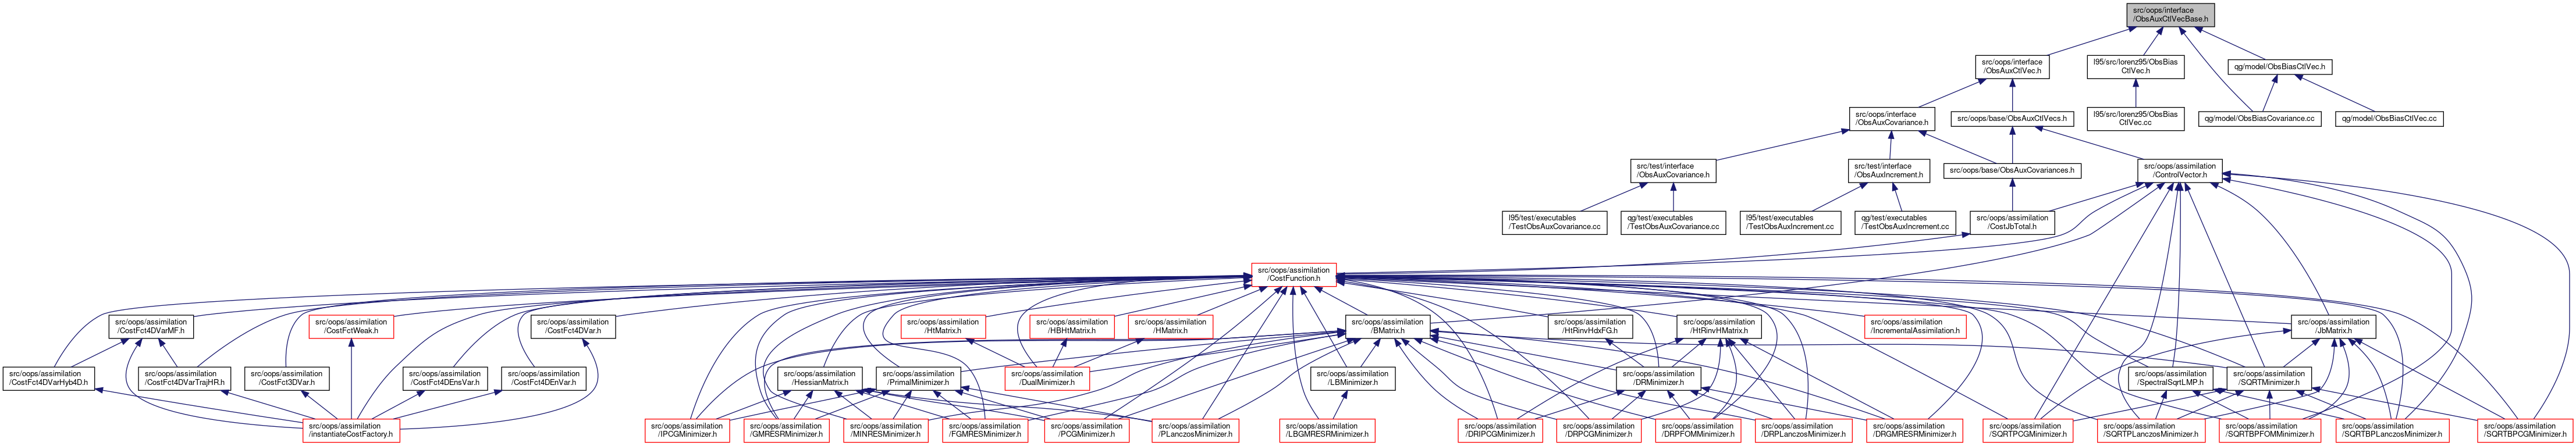 src/oops/interface
/ObsAuxCtlVecBase.h
src/oops/interface
/ObsAuxCtlVec.h
l95/src/lorenz95/ObsBias
CtlVec.h
qg/model/ObsBiasCtlVec.h
src/oops/interface
/ObsAuxCovariance.h
src/oops/base/ObsAuxCtlVecs.h
l95/src/lorenz95/ObsBias
CtlVec.cc
qg/model/ObsBiasCovariance.cc
qg/model/ObsBiasCtlVec.cc
src/test/interface
/ObsAuxCovariance.h
src/test/interface
/ObsAuxIncrement.h
src/oops/base/ObsAuxCovariances.h
src/oops/assimilation
/ControlVector.h
l95/test/executables
/TestObsAuxCovariance.cc
qg/test/executables
/TestObsAuxCovariance.cc
l95/test/executables
/TestObsAuxIncrement.cc
qg/test/executables
/TestObsAuxIncrement.cc
src/oops/assimilation
/CostJbTotal.h
src/oops/assimilation
/CostFunction.h
src/oops/assimilation
/CostFct4DVarMF.h
src/oops/assimilation
/CostFctWeak.h
src/oops/assimilation
/CostFct4DVar.h
src/oops/assimilation
/HtMatrix.h
src/oops/assimilation
/HBHtMatrix.h
src/oops/assimilation
/HMatrix.h
src/oops/assimilation
/BMatrix.h
src/oops/assimilation
/HtRinvHdxFG.h
src/oops/assimilation
/HtRinvHMatrix.h
src/oops/assimilation
/IncrementalAssimilation.h
src/oops/assimilation
/JbMatrix.h
src/oops/assimilation
/CostFct4DVarHyb4D.h
src/oops/assimilation
/CostFct4DVarTrajHR.h
src/oops/assimilation
/CostFct3DVar.h
src/oops/assimilation
/CostFct4DEnsVar.h
src/oops/assimilation
/CostFct4DEnVar.h
src/oops/assimilation
/HessianMatrix.h
src/oops/assimilation
/PrimalMinimizer.h
src/oops/assimilation
/DualMinimizer.h
src/oops/assimilation
/LBMinimizer.h
src/oops/assimilation
/DRMinimizer.h
src/oops/assimilation
/SpectralSqrtLMP.h
src/oops/assimilation
/SQRTMinimizer.h
src/oops/assimilation
/instantiateCostFactory.h
src/oops/assimilation
/IPCGMinimizer.h
src/oops/assimilation
/GMRESRMinimizer.h
src/oops/assimilation
/MINRESMinimizer.h
src/oops/assimilation
/FGMRESMinimizer.h
src/oops/assimilation
/PCGMinimizer.h
src/oops/assimilation
/PLanczosMinimizer.h
src/oops/assimilation
/LBGMRESRMinimizer.h
src/oops/assimilation
/DRIPCGMinimizer.h
src/oops/assimilation
/DRPCGMinimizer.h
src/oops/assimilation
/DRPFOMMinimizer.h
src/oops/assimilation
/DRPLanczosMinimizer.h
src/oops/assimilation
/DRGMRESRMinimizer.h
src/oops/assimilation
/SQRTPCGMinimizer.h
src/oops/assimilation
/SQRTPLanczosMinimizer.h
src/oops/assimilation
/SQRTBPFOMMinimizer.h
src/oops/assimilation
/SQRTBPLanczosMinimizer.h
src/oops/assimilation
/SQRTBPCGMinimizer.h